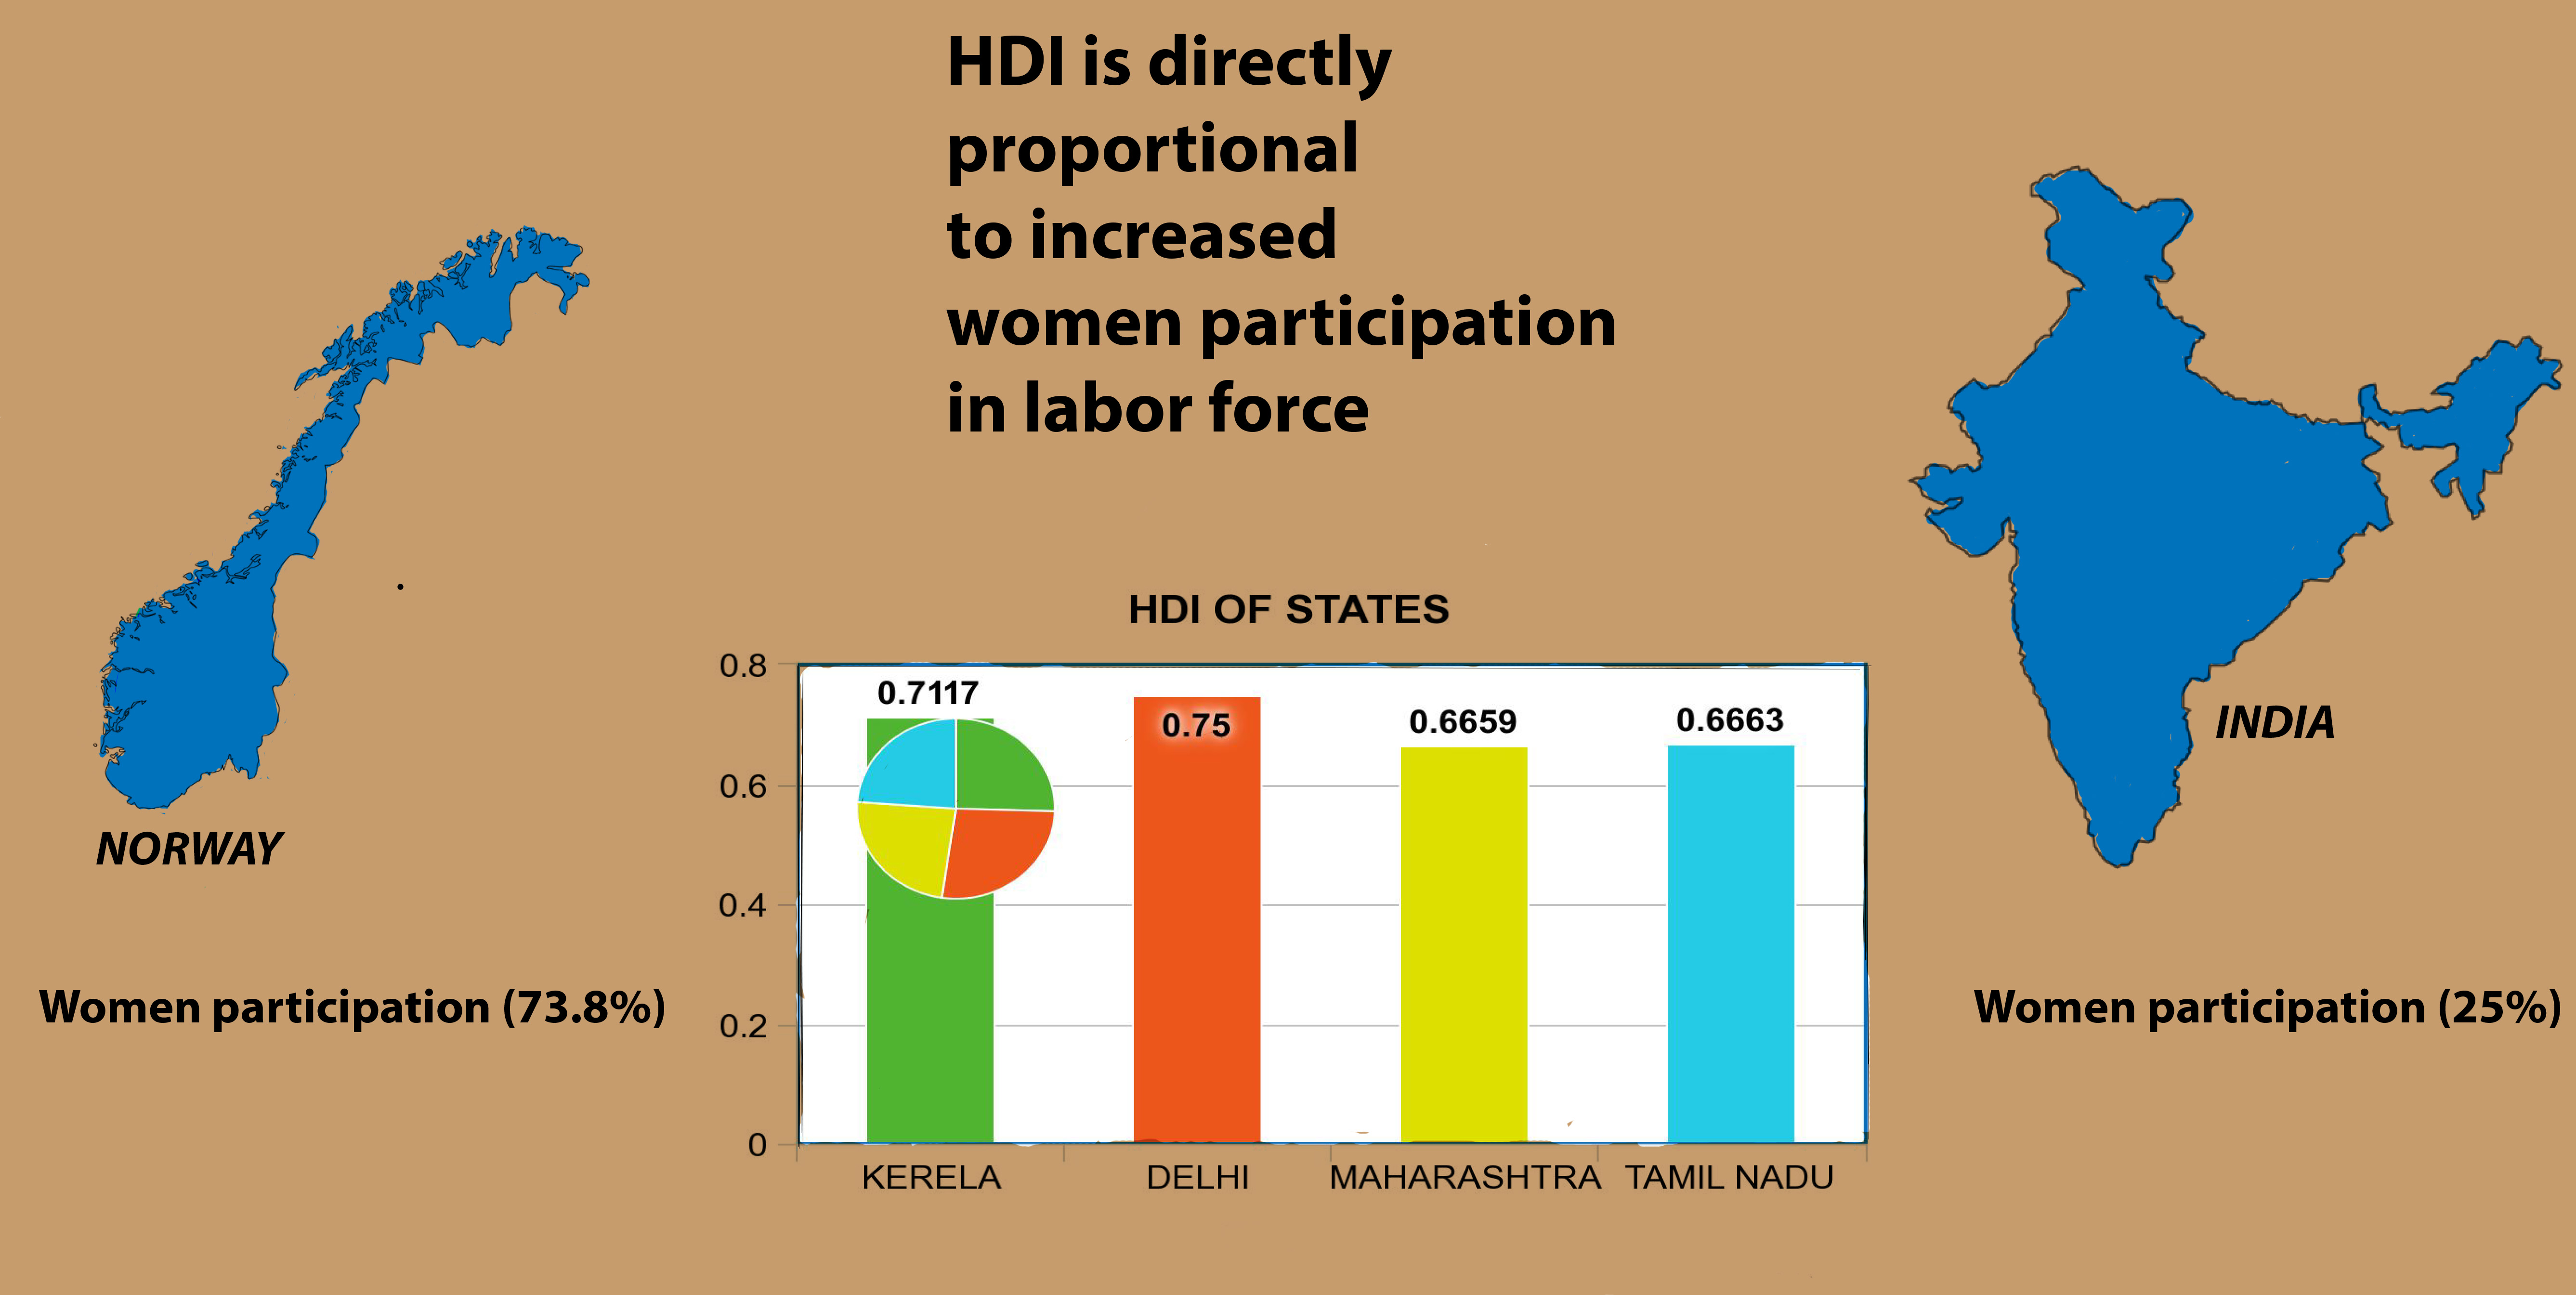 HDI is directly
proportional
to increased
women participation
in labor force
NORWAY
Women participation (73.8%)
HDI OF STATES
0.8
0.6
0.4
0.2
0
0.7117
0.75
0.6659
0.6663
KERELA
DELHI
MAHARASHTRA
TAMIL NADU
INDIA
Women participation (25%)